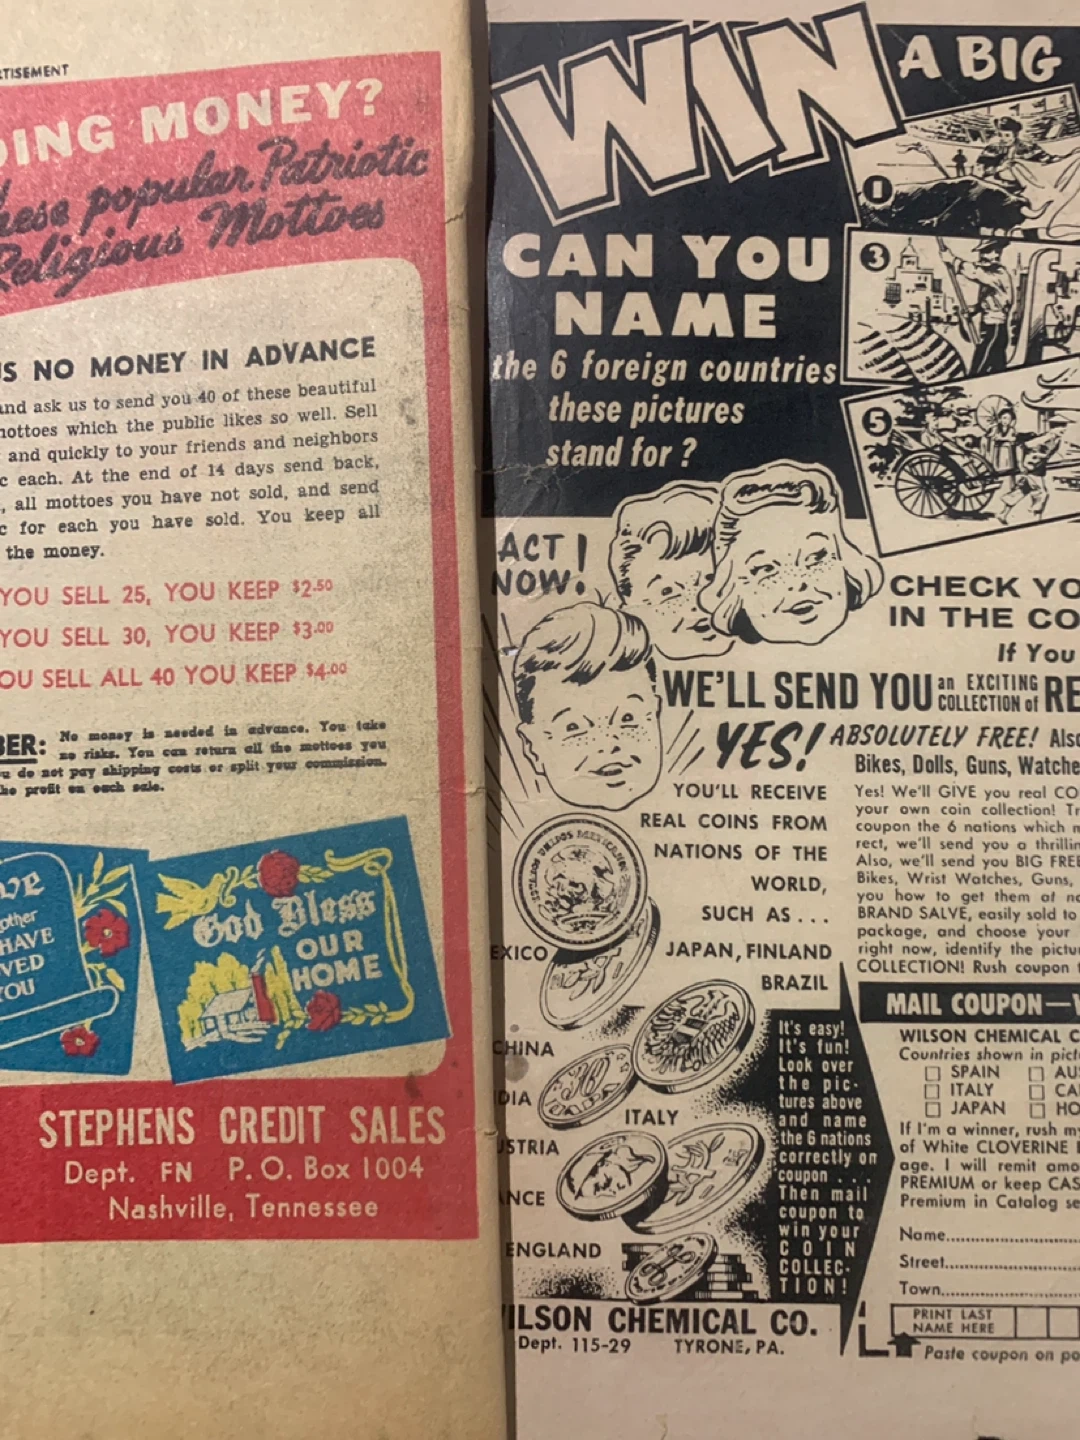 TISEMENT
ING MONEY?
hese popular Patriotic
Religious Mottoes
S NO MONEY IN ADVANCE
and ask us to send you 40 of these beautiful
mottoes which the public likes so well. Sell
and quickly to your friends and neighbors
c each. At the end of 14 days send back,
, all mottoes you have not sold, and send
c for each you have sold. You keep all
the money.
YOU SELL 25, YOU KEEP $2.50
YOU SELL 30, YOU KEEP $3.00
OU SELL ALL 40 YOU KEEP $4.00
BER: No money is needed in advance. You take
no risks. You can return all the mottoes you
u do not pay shipping costs or split your commission.
he profit on each sale.
ve
other
HAVE
VED
YOU
God Bless
OUR
HOME
STEPHENS CREDIT SALES
Dept. FN P. O. Box 1004
Nashville, Tennessee
WIN A BIG
CAN YOU
NAME
the 6 foreign countries
these pictures
stand for?
1
3
5
ACT
NOW!
CHECK YO
IN THE CO
If You
WE'LL SEND YOU an EXCITING COLLECTION of RE
YES! ABSOLUTELY FREE! Also
Bikes, Dolls, Guns, Watche
YOU'LL RECEIVE
REAL COINS FROM
NATIONS OF THE
WORLD,
SUCH AS...
JAPAN, FINLAND
BRAZIL
Yes! We'll GIVE you real CO
your own coin collection! Tr
coupon the 6 nations which m
rect, we'll send you a thrillin
Also, we'll send you BIG FREE
Bikes, Wrist Watches, Guns,
you how to get them at no
BRAND SALVE, easily sold to
package, and choose your
right now, identify the pictu
COLLECTION! Rush coupon t
ESTADOS UNIDOS MEXICANOS
EXICO
CHINA
DIA
ITALY
USTRIA
NCE
ENGLAND
It's easy!
It's fun!
Look over
the pic-
tures above
and name
the 6 nations
correctly on
coupon ...
Then mail
coupon to
win your
COIN
COLLEC-
TION!
WILSON CHEMICAL CO.
Dept. 115-29 TYRONE, PA.
MAIL COUPON—
WILSON CHEMICAL C
Countries shown in pict
SPAIN AU
ITALY CA
JAPAN HO
If I'm a winner, rush my
of White CLOVERINE
age. I will remit amo
PREMIUM or keep CAS
Premium in Catalog se
Name
Street
Town
PRINT LAST
NAME HERE
Paste coupon on po